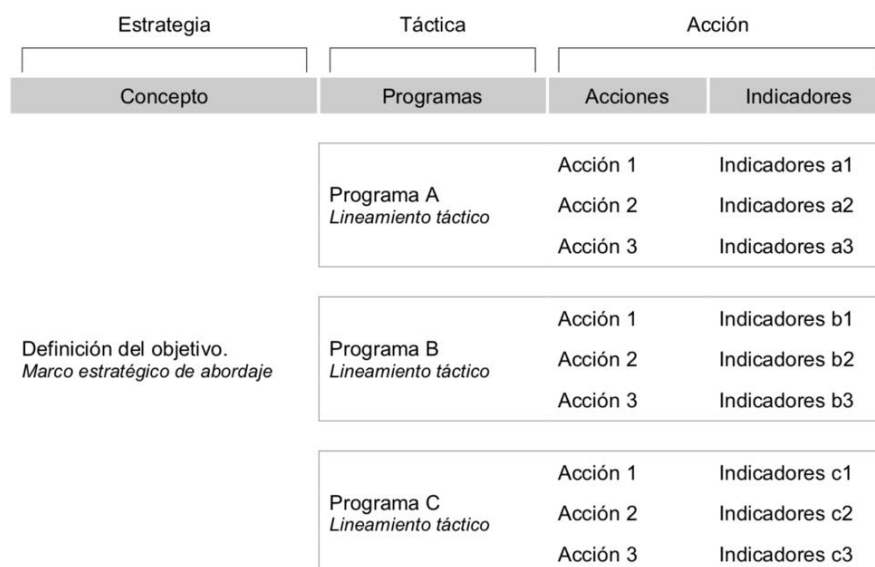 Estrategia Táctica Acción
Concepto Programas Acciones Indicadores
Acción 1 Indicadores a1
Programa A
Lineamiento táctico
Acción 2 Indicadores a2
Acción 3 Indicadores a3
Definición del objetivo.
Marco estratégico de abordaje
Acción 1 Indicadores b1
Programa B
Lineamiento táctico
Acción 2 Indicadores b2
Acción 3 Indicadores b3
Acción 1 Indicadores c1
Programa C
Lineamiento táctico
Acción 2 Indicadores c2
Acción 3 Indicadores c3